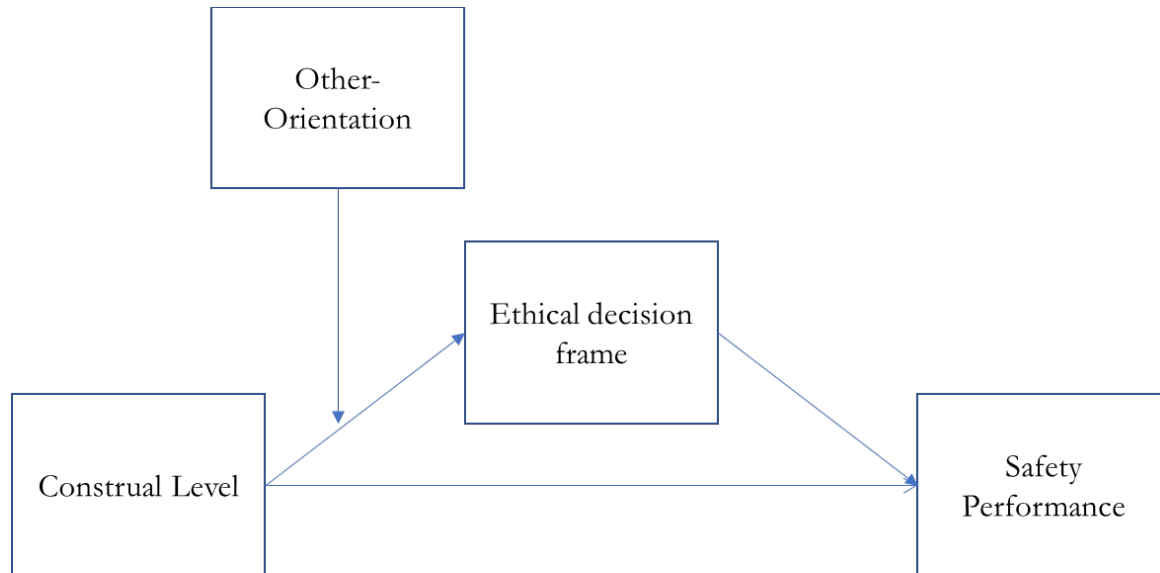 Other-
Orientation
Ethical decision
frame
Construal Level
Safety
Performance